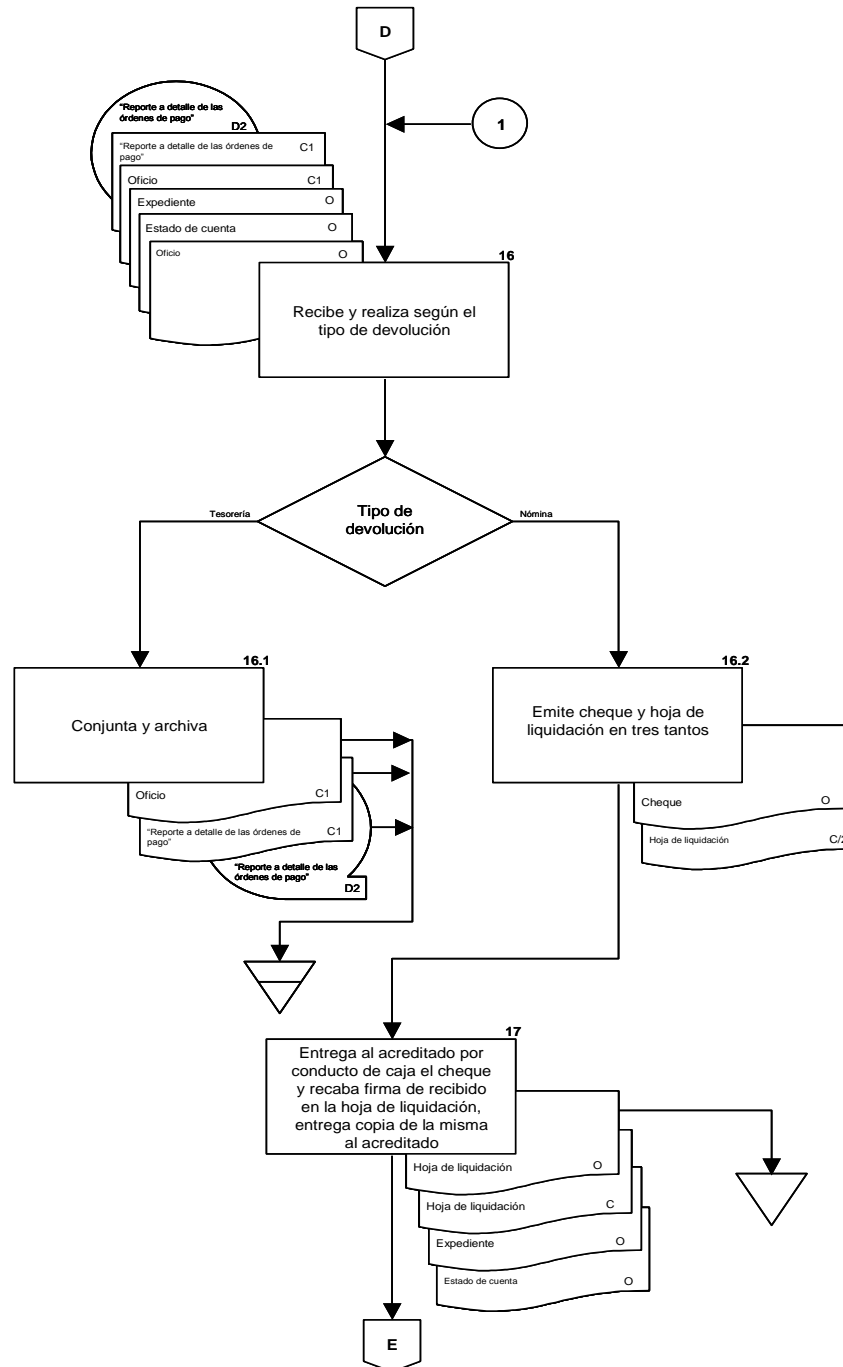 D
1
"Reporte a detalle de las
órdenes de pago"
D2
"Reporte a detalle de las órdenes de
pago"
C1
Oficio C1
Expediente O
Estado de cuenta O
Oficio O
16
Recibe y realiza según el
tipo de devolución
Tipo de
devolución
Tesorería
Nómina
16.1
Conjunta y archiva
Oficio C1
"Reporte a detalle de las órdenes de
pago"
C1
"Reporte a detalle de las
órdenes de pago"
D2
16.2
Emite cheque y hoja de
liquidación en tres tantos
Cheque O
Hoja de liquidación C/2
17
Entrega al acreditado por
conducto de caja el cheque
y recaba firma de recibido
en la hoja de liquidación,
entrega copia de la misma
al acreditado
Hoja de liquidación O
Hoja de liquidación C
Expediente O
Estado de cuenta O
E